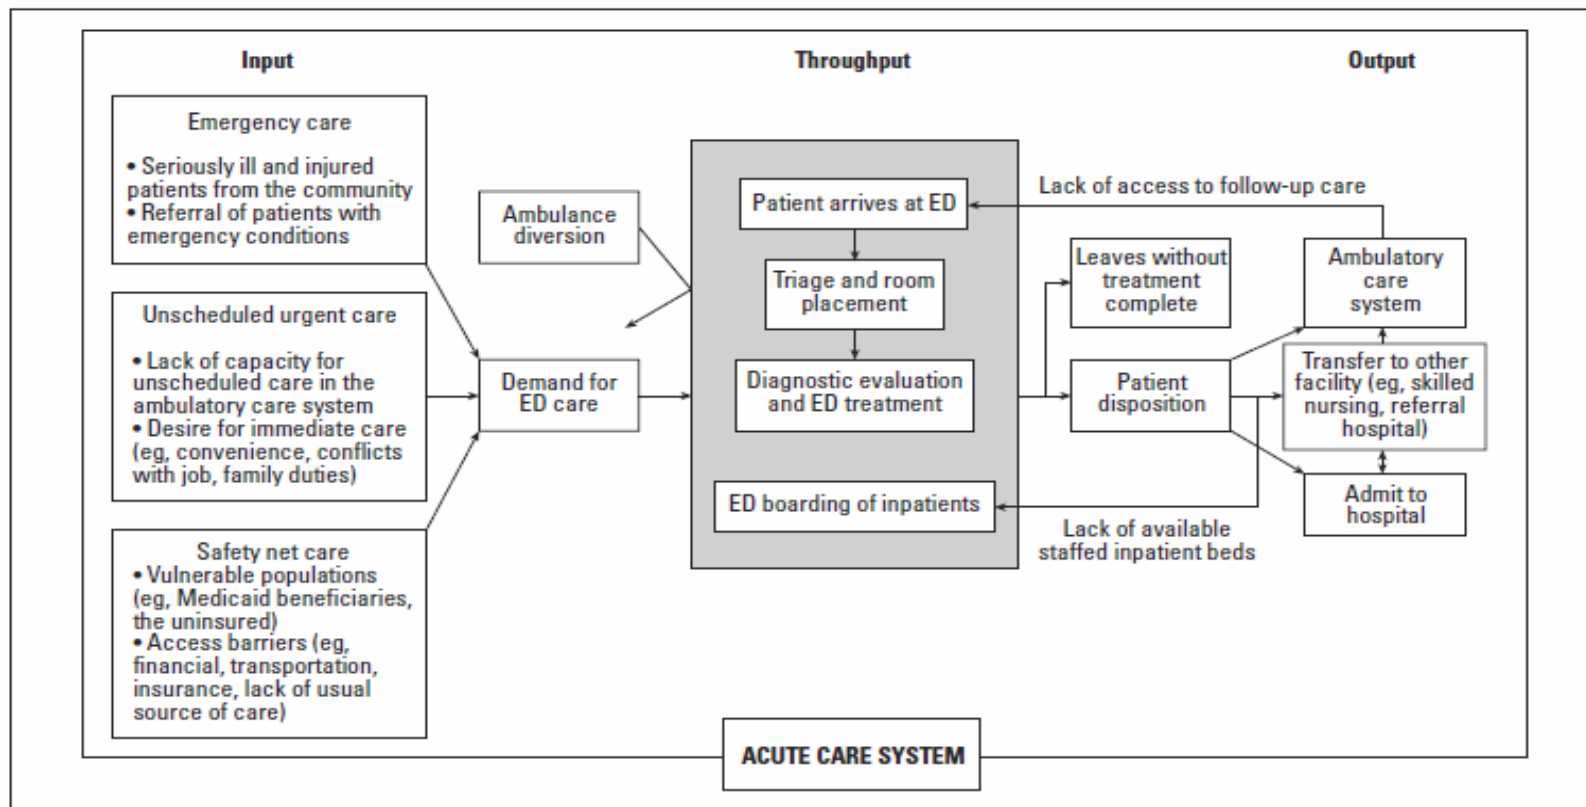 Input
Throughput
Output
Emergency care
• Seriously ill and injured
patients from the community
• Referral of patients with
emergency conditions
Unscheduled urgent care
• Lack of capacity for
unscheduled care in the
ambulatory care system
• Desire for immediate care
(eg, convenience, conflicts
with job, family duties)
Safety net care
• Vulnerable populations
(eg, Medicaid beneficiaries,
the uninsured)
• Access barriers (eg,
financial, transportation,
insurance, lack of usual
source of care)
Ambulance
diversion
Demand for
ED care
Patient arrives at ED
Triage and room
placement
Diagnostic evaluation
and ED treatment
ED boarding of inpatients
Lack of access to follow-up care
Leaves without
treatment
complete
Patient
disposition
Lack of available
staffed inpatient beds
Ambulatory
care
system
Transfer to other
facility (eg, skilled
nursing, referral
hospital)
Admit to
hospital
ACUTE CARE SYSTEM